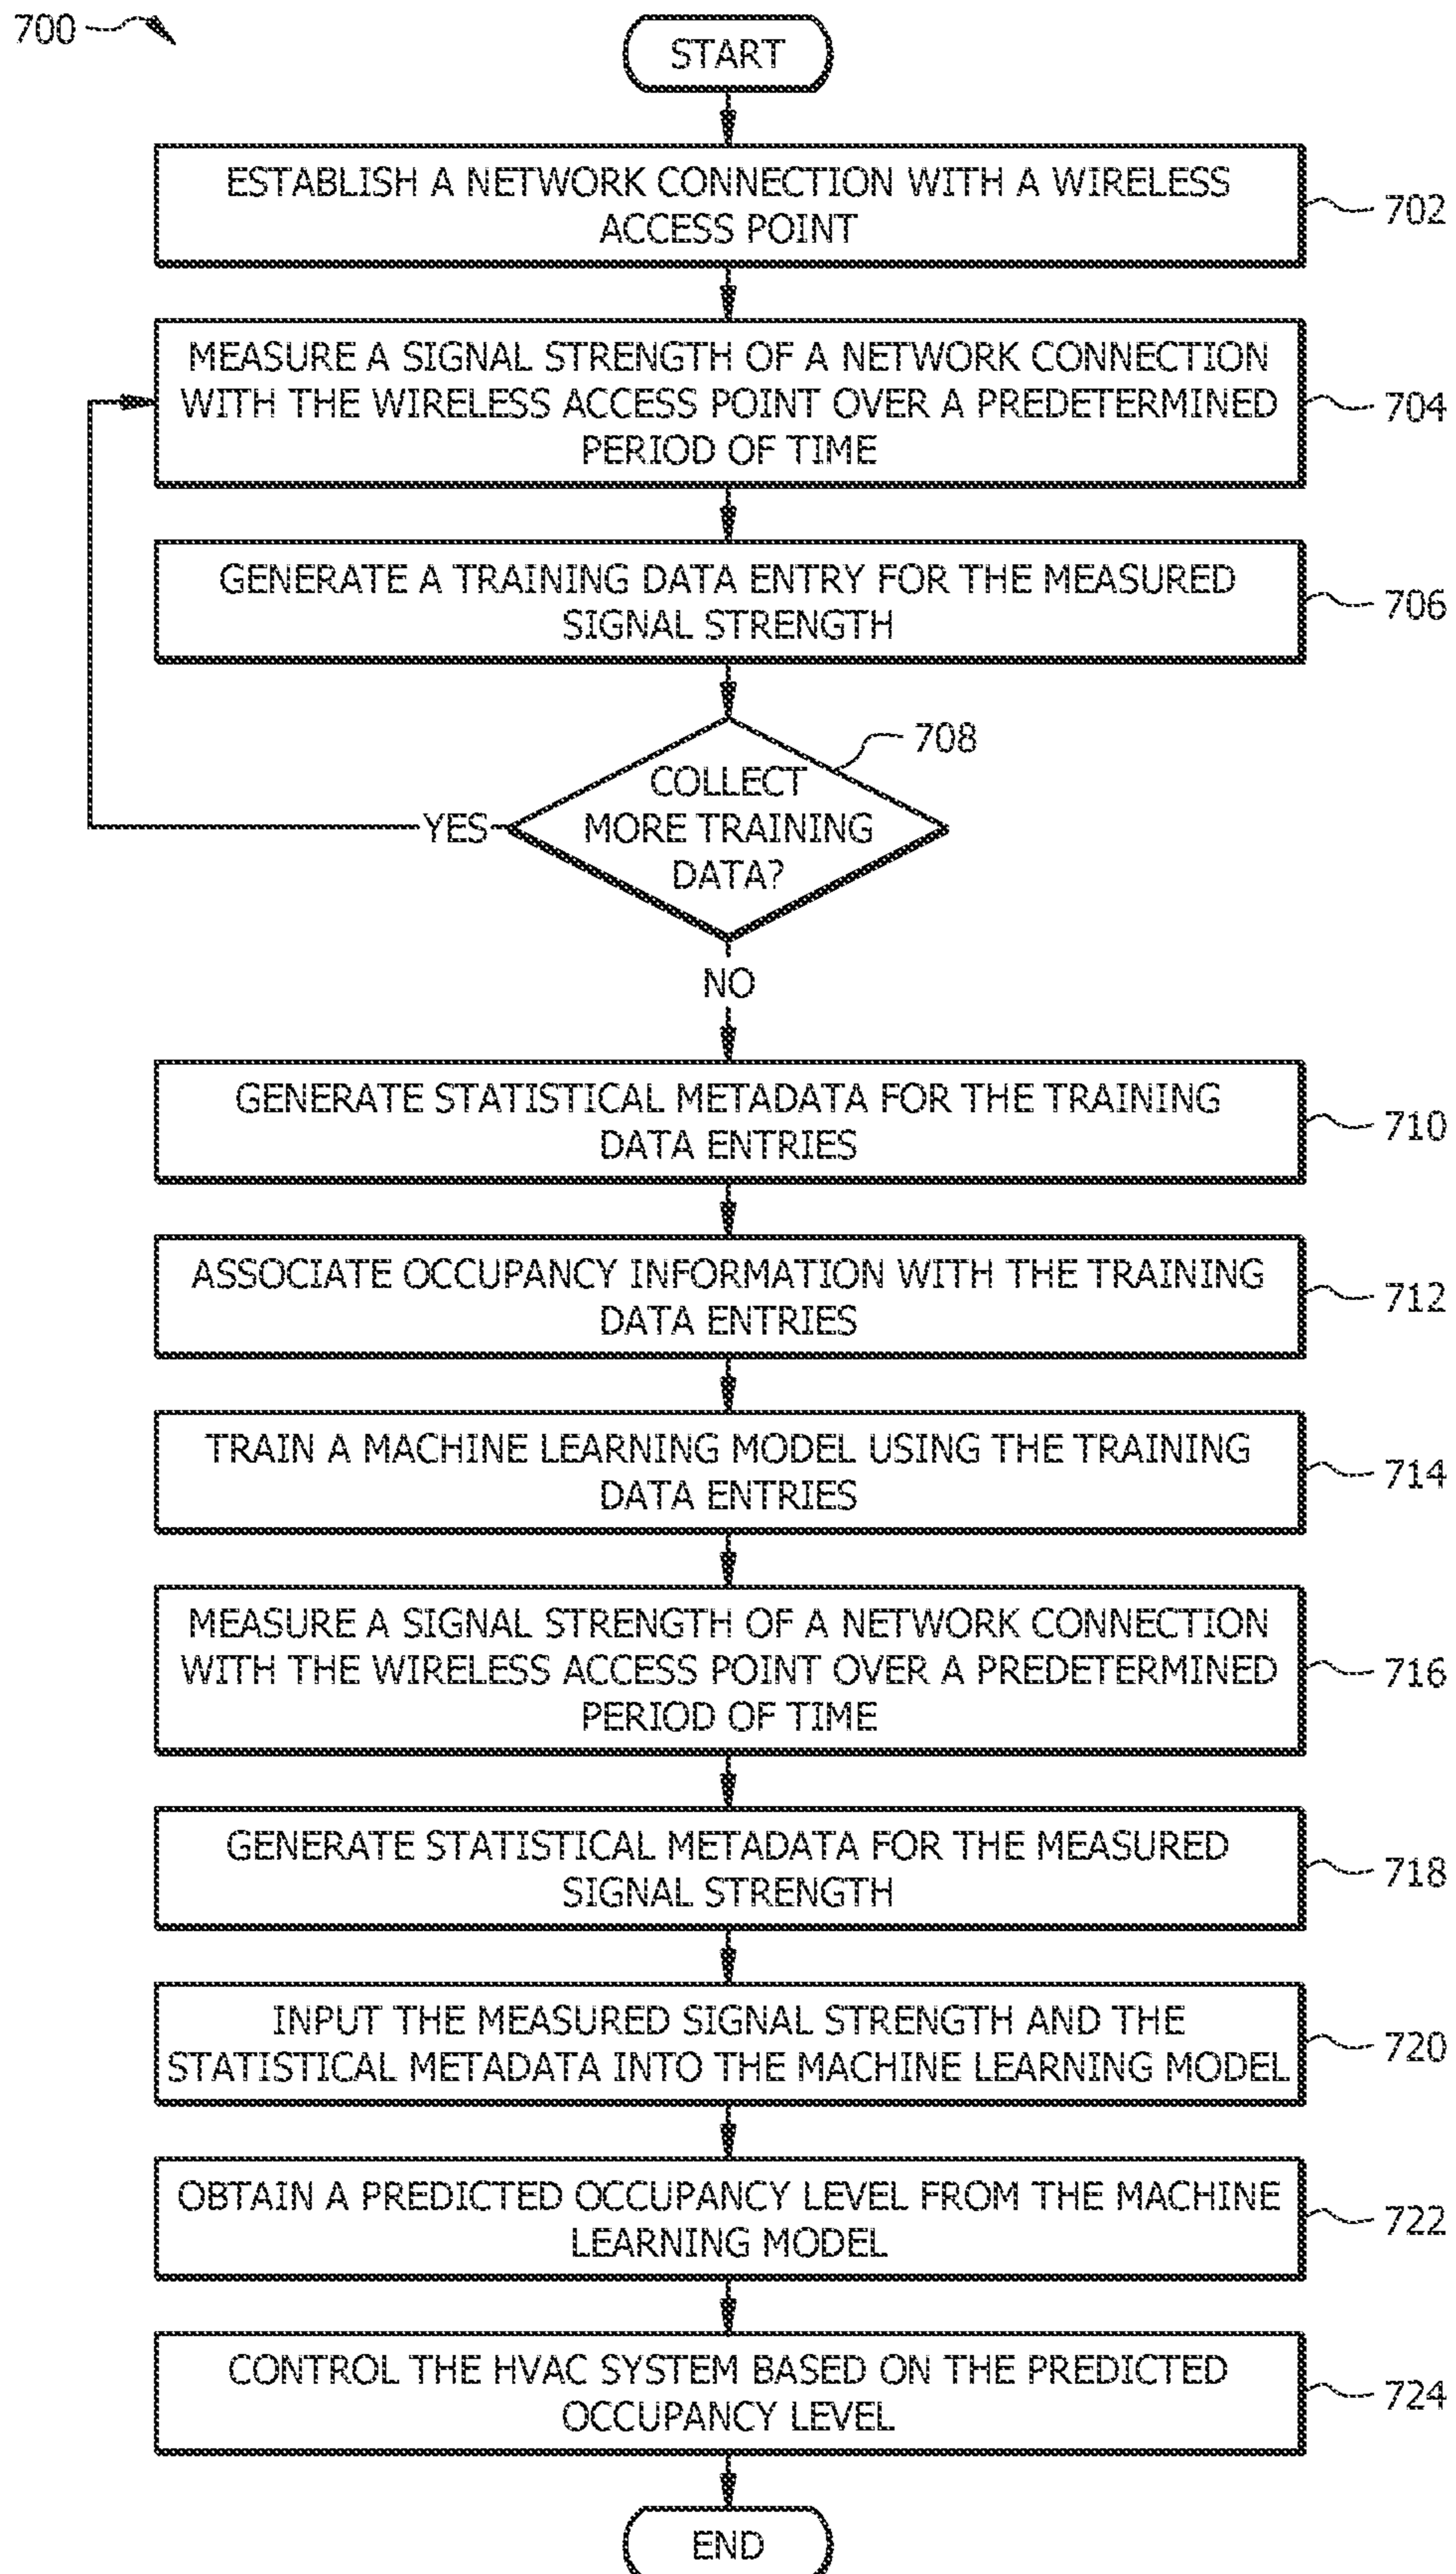 700
START
ESTABLISH A NETWORK CONNECTION WITH A WIRELESS
ACCESS POINT
702
MEASURE A SIGNAL STRENGTH OF A NETWORK CONNECTION
WITH THE WIRELESS ACCESS POINT OVER A PREDETERMINED
PERIOD OF TIME
704
GENERATE A TRAINING DATA ENTRY FOR THE MEASURED
SIGNAL STRENGTH
706
708
COLLECT
MORE TRAINING
DATA?
YES
NO
GENERATE STATISTICAL METADATA FOR THE TRAINING
DATA ENTRIES
710
ASSOCIATE OCCUPANCY INFORMATION WITH THE TRAINING
DATA ENTRIES
712
TRAIN A MACHINE LEARNING MODEL USING THE TRAINING
DATA ENTRIES
714
MEASURE A SIGNAL STRENGTH OF A NETWORK CONNECTION
WITH THE WIRELESS ACCESS POINT OVER A PREDETERMINED
PERIOD OF TIME
716
GENERATE STATISTICAL METADATA FOR THE MEASURED
SIGNAL STRENGTH
718
INPUT THE MEASURED SIGNAL STRENGTH AND THE
STATISTICAL METADATA INTO THE MACHINE LEARNING MODEL
720
OBTAIN A PREDICTED OCCUPANCY LEVEL FROM THE MACHINE
LEARNING MODEL
722
CONTROL THE HVAC SYSTEM BASED ON THE PREDICTED
OCCUPANCY LEVEL
724
END